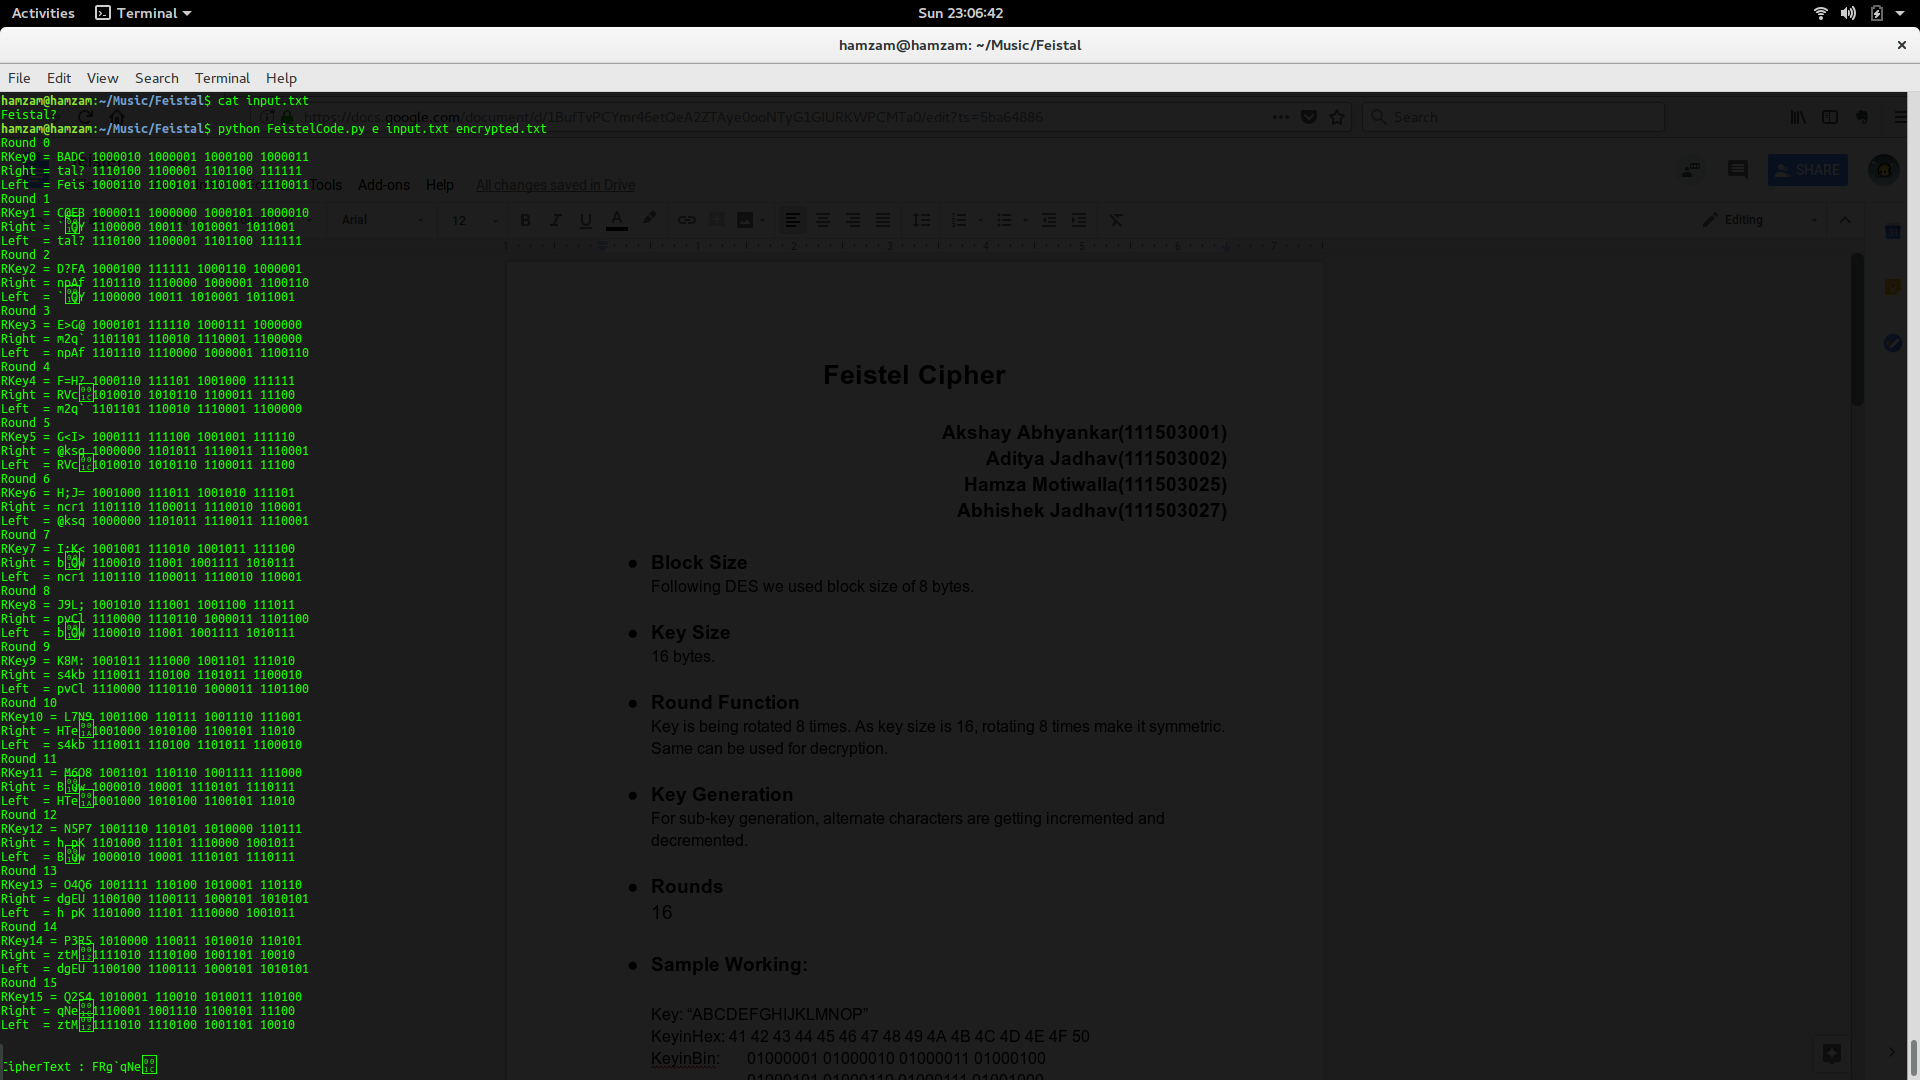 Activities Terminal Sun 23:06:42
hamzam@hamzam: ~/Music/Feistal
File Edit View Search Terminal Help
hamzam@hamzam:~/Music/Feistal$ cat input.txt
Feistal?
hamzam@hamzam:~/Music/Feistal$ python FeistelCode.py e input.txt encrypted.txt
Round 0
RKey0 = BADC 1000010 1000001 1000100 1000011
Right = tal? 1110100 1100001 1101100 111111
Left = Feis 1000110 1100101 1101001 1110011
Round 1
RKey1 = C@EB 1000011 1000000 1000101 1000010
Right = `QY 1100000 10011 1010001 1011001
Left = tal? 1110100 1100001 1101100 111111
Round 2
RKey2 = D?FA 1000100 111111 1000110 1000001
Right = npAf 1101110 1110000 1000001 1100110
Left = `QY 1100000 10011 1010001 1011001
Round 3
RKey3 = E>G@ 1000101 111110 1000111 1000000
Right = m2q` 1101101 110010 1110001 1100000
Left = npAf 1101110 1110000 1000001 1100110
Round 4
RKey4 = F=H? 1000110 111101 1001000 111111
Right = RVc 1010010 1010110 1100011 11100
Left = m2q` 1101101 110010 1110001 1100000
Round 5
RKey5 = G<I> 1000111 111100 1001001 111110
Right = @ksq 1000000 1101011 1110011 1110001
Left = RVc 1010010 1010110 1100011 11100
Round 6
RKey6 = H;J= 1001000 111011 1001010 111101
Right = ncr1 1101110 1100011 1110010 110001
Left = @ksq 1000000 1101011 1110011 1110001
Round 7
RKey7 = I:K< 1001001 111010 1001011 111100
Right = bOW 1100010 11001 1001111 1010111
Left = ncr1 1101110 1100011 1110010 110001
Round 8
RKey8 = J9L; 1001010 111001 1001100 111011
Right = pvCl 1110000 1110110 1000011 1101100
Left = bOW 1100010 11001 1001111 1010111
Round 9
RKey9 = K8M: 1001011 111000 1001101 111010
Right = s4kb 1110011 110100 1101011 1100010
Left = pvCl 1110000 1110110 1000011 1101100
Round 10
RKey10 = L7N9 1001100 110111 1001110 111001
Right = HTe 1001000 1010100 1100101 11010
Left = s4kb 1110011 110100 1101011 1100010
Round 11
RKey11 = M6O8 1001101 110110 1001111 111000
Right = Buw 1000010 10001 1110101 1110111
Left = HTe 1001000 1010100 1100101 11010
Round 12
RKey12 = N5P7 1001110 110101 1010000 110111
Right = h pK 1101000 11101 1110000 1001011
Left = Buw 1000010 10001 1110101 1110111
Round 13
RKey13 = O4Q6 1001111 110100 1010001 110110
Right = dgEU 1100100 1100111 1000101 1010101
Left = h pK 1101000 11101 1110000 1001011
Round 14
RKey14 = P3R5 1010000 110011 1010010 110101
Right = ztM 1111010 1110100 1001101 10010
Left = dgEU 1100100 1100111 1000101 1010101
Round 15
RKey15 = Q2S4 1010001 110010 1010011 110100
Right = qNe 1110001 1001110 1100101 11100
Left = ztM 1111010 1110100 1001101 10010
CipherText : FRg`qNe
Search
Tools Add-ons Help All changes saved in Drive
SHARE
Arial 12 B I U A Editing
1 1 2 3 4 5 6 7
Feistel Cipher
Akshay Abhyankar(111503001)
Aditya Jadhav(111503002)
Hamza Motiwalla(111503025)
Abhishek Jadhav(111503027)
● Block Size
Following DES we used block size of 8 bytes.
● Key Size
16 bytes.
● Round Function
Key is being rotated 8 times. As key size is 16, rotating 8 times make it symmetric.
Same can be used for decryption.
● Key Generation
For sub-key generation, alternate characters are getting incremented and
decremented.
● Rounds
16
● Sample Working:
Key: “ABCDEFGHIJKLMNOP”
KeyinHex: 41 42 43 44 45 46 47 48 49 4A 4B 4C 4D 4E 4F 50
KeyinBin: 01000001 01000010 01000011 01000100
01000101 01000110 01000111 01001000